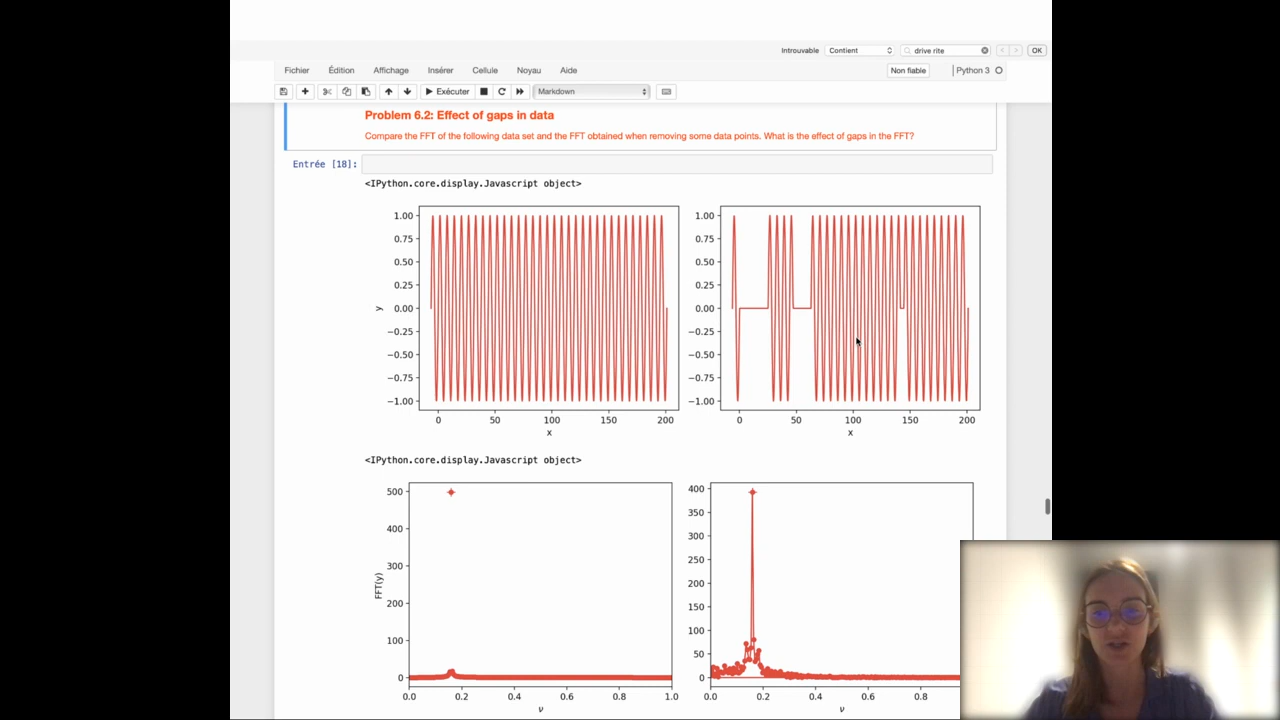 Introuvable Contient drive rite OK
Fichier Édition Affichage Insérer Cellule Noyau Aide Non fiable Python 3
Exécuter Markdown
Problem 6.2: Effect of gaps in data
Compare the FFT of the following data set and the FFT obtained when removing some data points. What is the effect of gaps in the FFT?
Entrée [18]:
<IPython.core.display.Javascript object>
1.00
0.75
0.50
0.25
0.00
−0.25
−0.50
−0.75
−1.00
y
0 50 100 150 200
x
1.00
0.75
0.50
0.25
0.00
−0.25
−0.50
−0.75
−1.00
0 50 100 150 200
x
<IPython.core.display.Javascript object>
500
400
300
200
100
0
FFT(y)
0.0 0.2 0.4 0.6 0.8 1.0
ν
400
350
300
250
200
150
100
50
0
0.0 0.2 0.4 0.6 0.8
ν